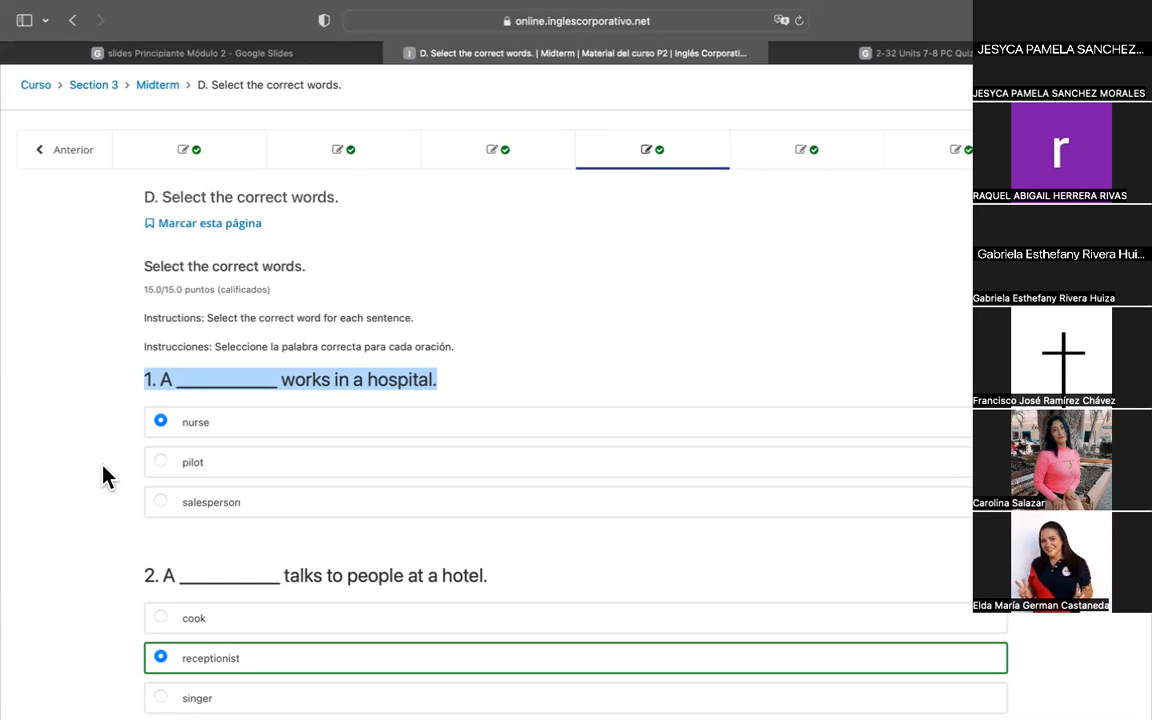 online.inglescorporativo.net
slides Principiante Módulo 2 - Google Slides
D. Select the correct words. | Midterm | Material del curso P2 | Inglés Corporati...
2-32 Units 7-8 PC Quiz
Curso > Section 3 > Midterm > D. Select the correct words.
Anterior
D. Select the correct words.
Marcar esta página
Select the correct words.
15.0/15.0 puntos (calificados)
Instructions: Select the correct word for each sentence.
Instrucciones: Seleccione la palabra correcta para cada oración.
1. A ___________ works in a hospital.
nurse
pilot
salesperson
2. A ___________ talks to people at a hotel.
cook
receptionist
singer
JESYCA PAMELA SANCHEZ...
JESYCA PAMELA SANCHEZ MORALES
r
RAQUEL ABIGAIL HERRERA RIVAS
Gabriela Esthefany Rivera Hui...
Gabriela Esthefany Rivera Huiza
Francisco José Ramírez Chávez
Carolina Salazar
Elda María German Castaneda